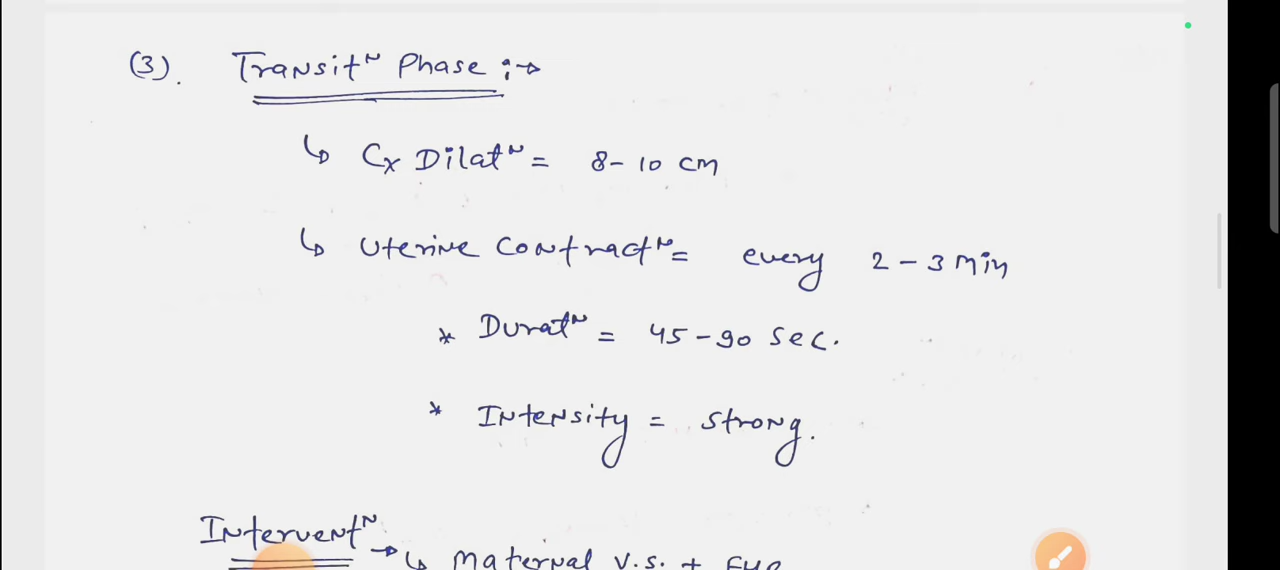 (3). Transitⁿ Phase :→
↳ Cx Dilatⁿ = 8-10 cm
↳ Uterine contractⁿ = every 2-3 min
* Duratⁿ = 45-90 sec.
* Intensity = strong.
Interventⁿ → ↳ Maternal v.s. +